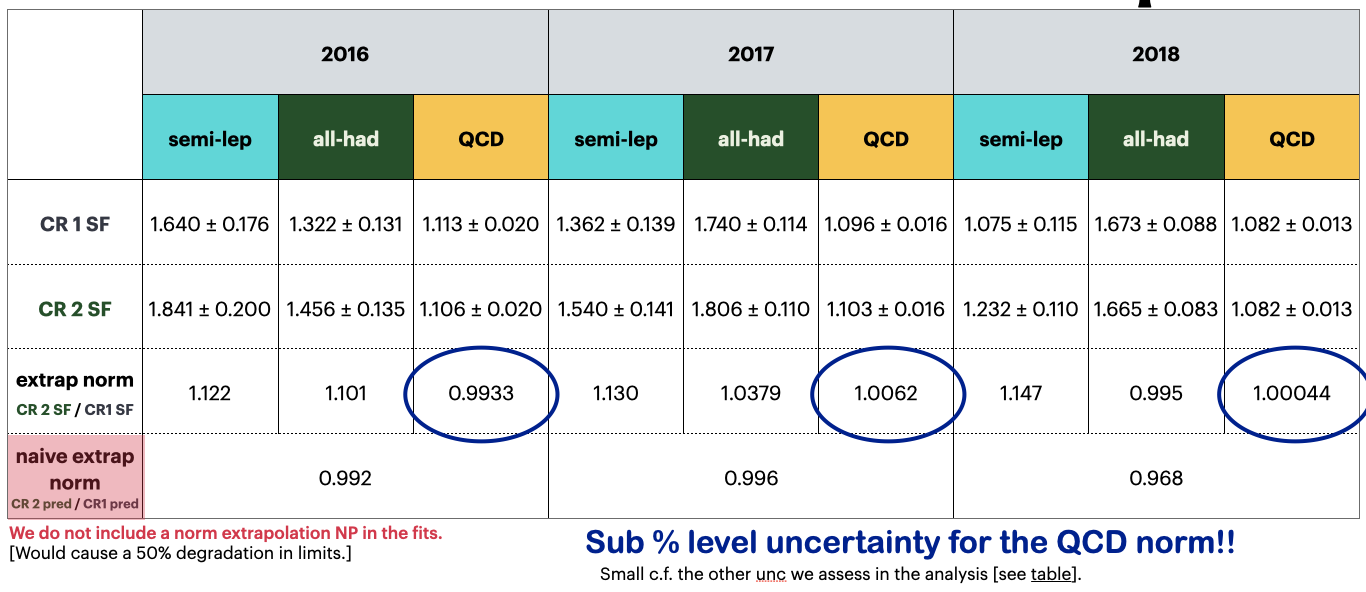 2016 2017 2018
semi-lep all-had QCD semi-lep all-had QCD semi-lep all-had QCD
CR 1 SF 1.640 ± 0.176 1.322 ± 0.131 1.113 ± 0.020 1.362 ± 0.139 1.740 ± 0.114 1.096 ± 0.016 1.075 ± 0.115 1.673 ± 0.088 1.082 ± 0.013
CR 2 SF 1.841 ± 0.200 1.456 ± 0.135 1.106 ± 0.020 1.540 ± 0.141 1.806 ± 0.110 1.103 ± 0.016 1.232 ± 0.110 1.665 ± 0.083 1.082 ± 0.013
extrap norm
CR 2 SF / CR1 SF
1.122 1.101 0.9933 1.130 1.0379 1.0062 1.147 0.995 1.00044
naive extrap
norm
CR 2 pred / CR1 pred
0.992 0.996 0.968
We do not include a norm extrapolation NP in the fits.
[Would cause a 50% degradation in limits.]
Sub % level uncertainty for the QCD norm!!
Small c.f. the other unc we assess in the analysis [see table].